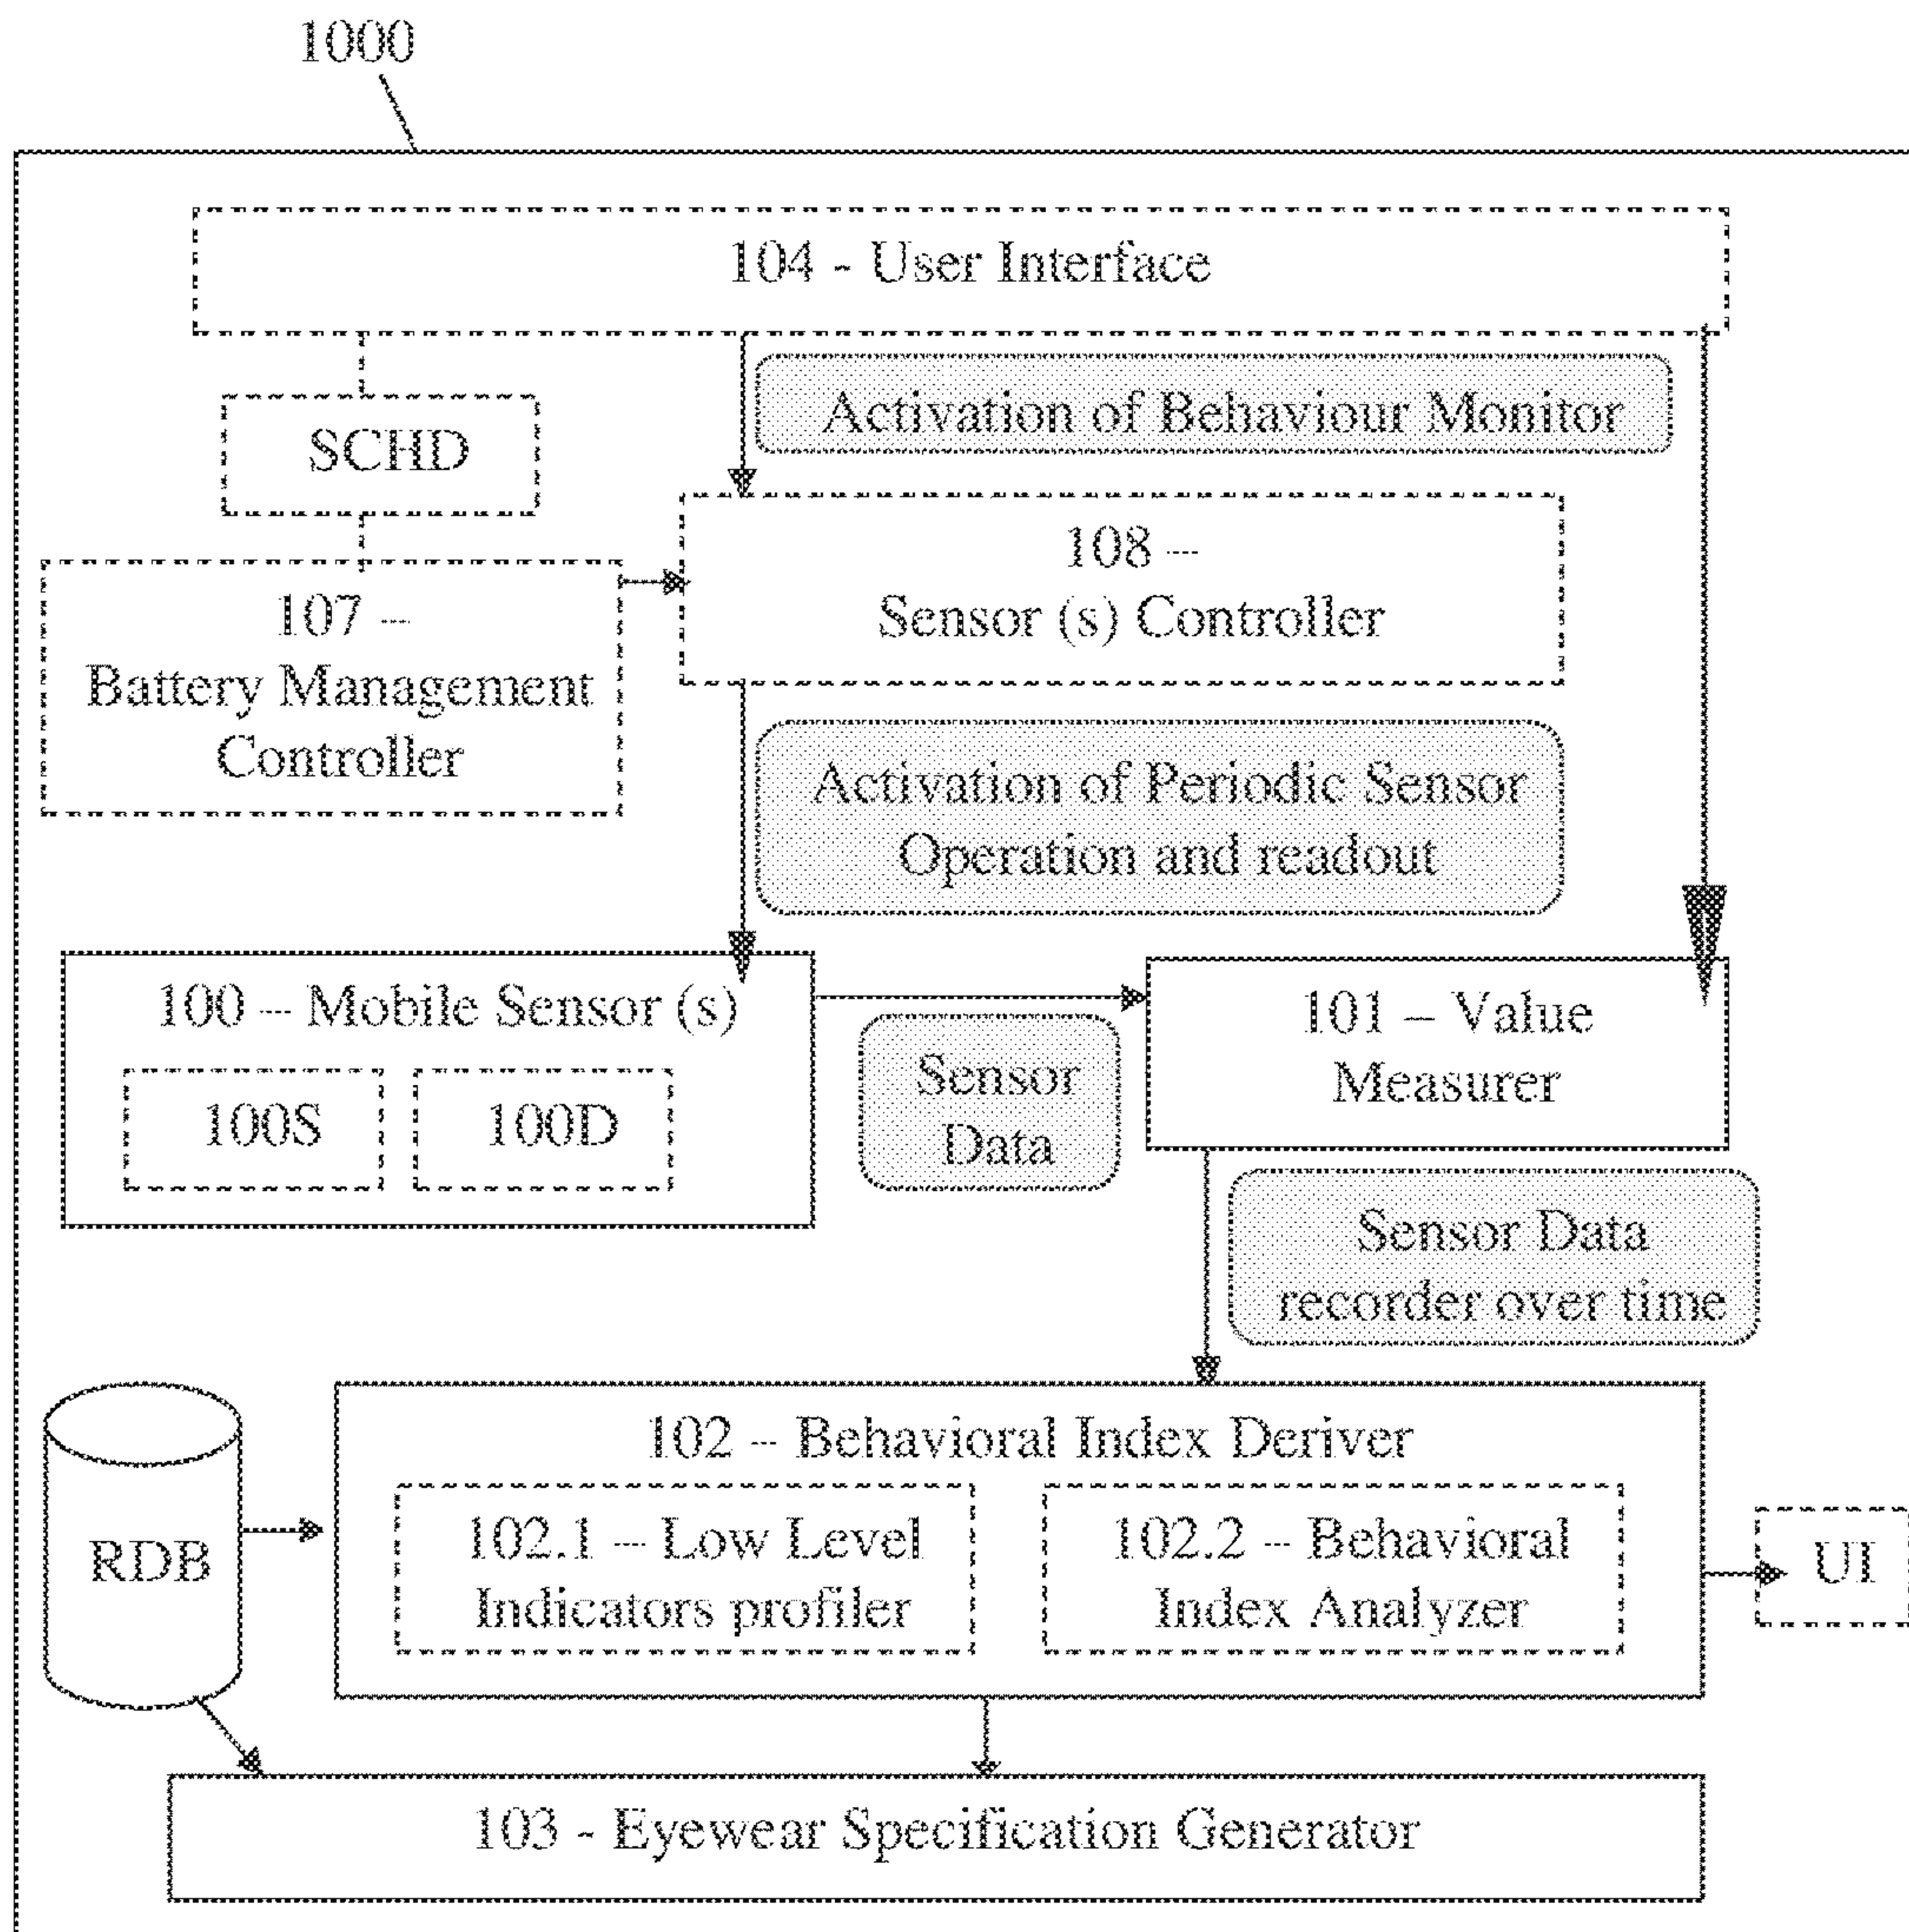 1000
104 - User Interface
Activation of Behaviour Monitor
SCHD
108 –
Sensor (s) Controller
107 –
Battery Management
Controller
Activation of Periodic Sensor
Operation and readout
100 – Mobile Sensor (s)
100S
100D
Sensor
Data
101 – Value
Measurer
Sensor Data
recorder over time
102 – Behavioral Index Deriver
102.1 – Low Level
Indicators profiler
102.2 – Behavioral
Index Analyzer
RDB
UI
103 - Eyewear Specification Generator